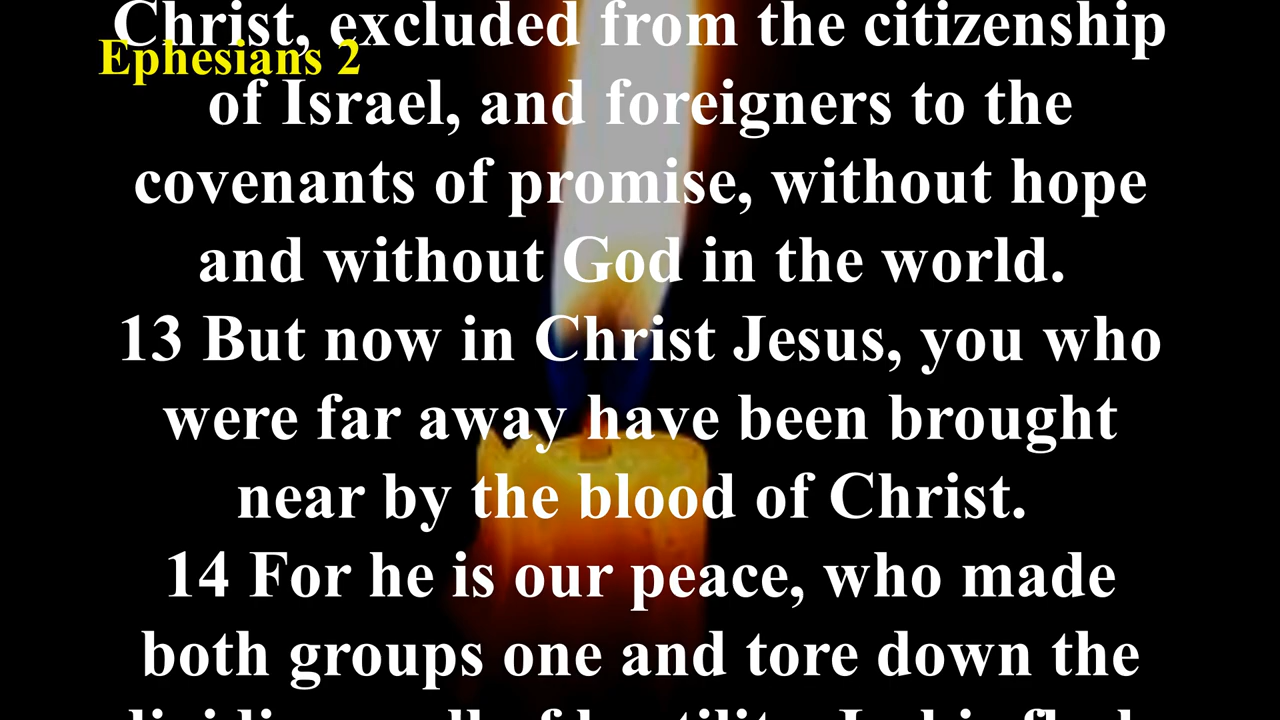 Christ, excluded from the citizenship
Ephesians 2
of Israel, and foreigners to the
covenants of promise, without hope
and without God in the world.
13 But now in Christ Jesus, you who
were far away have been brought
near by the blood of Christ.
14 For he is our peace, who made
both groups one and tore down the